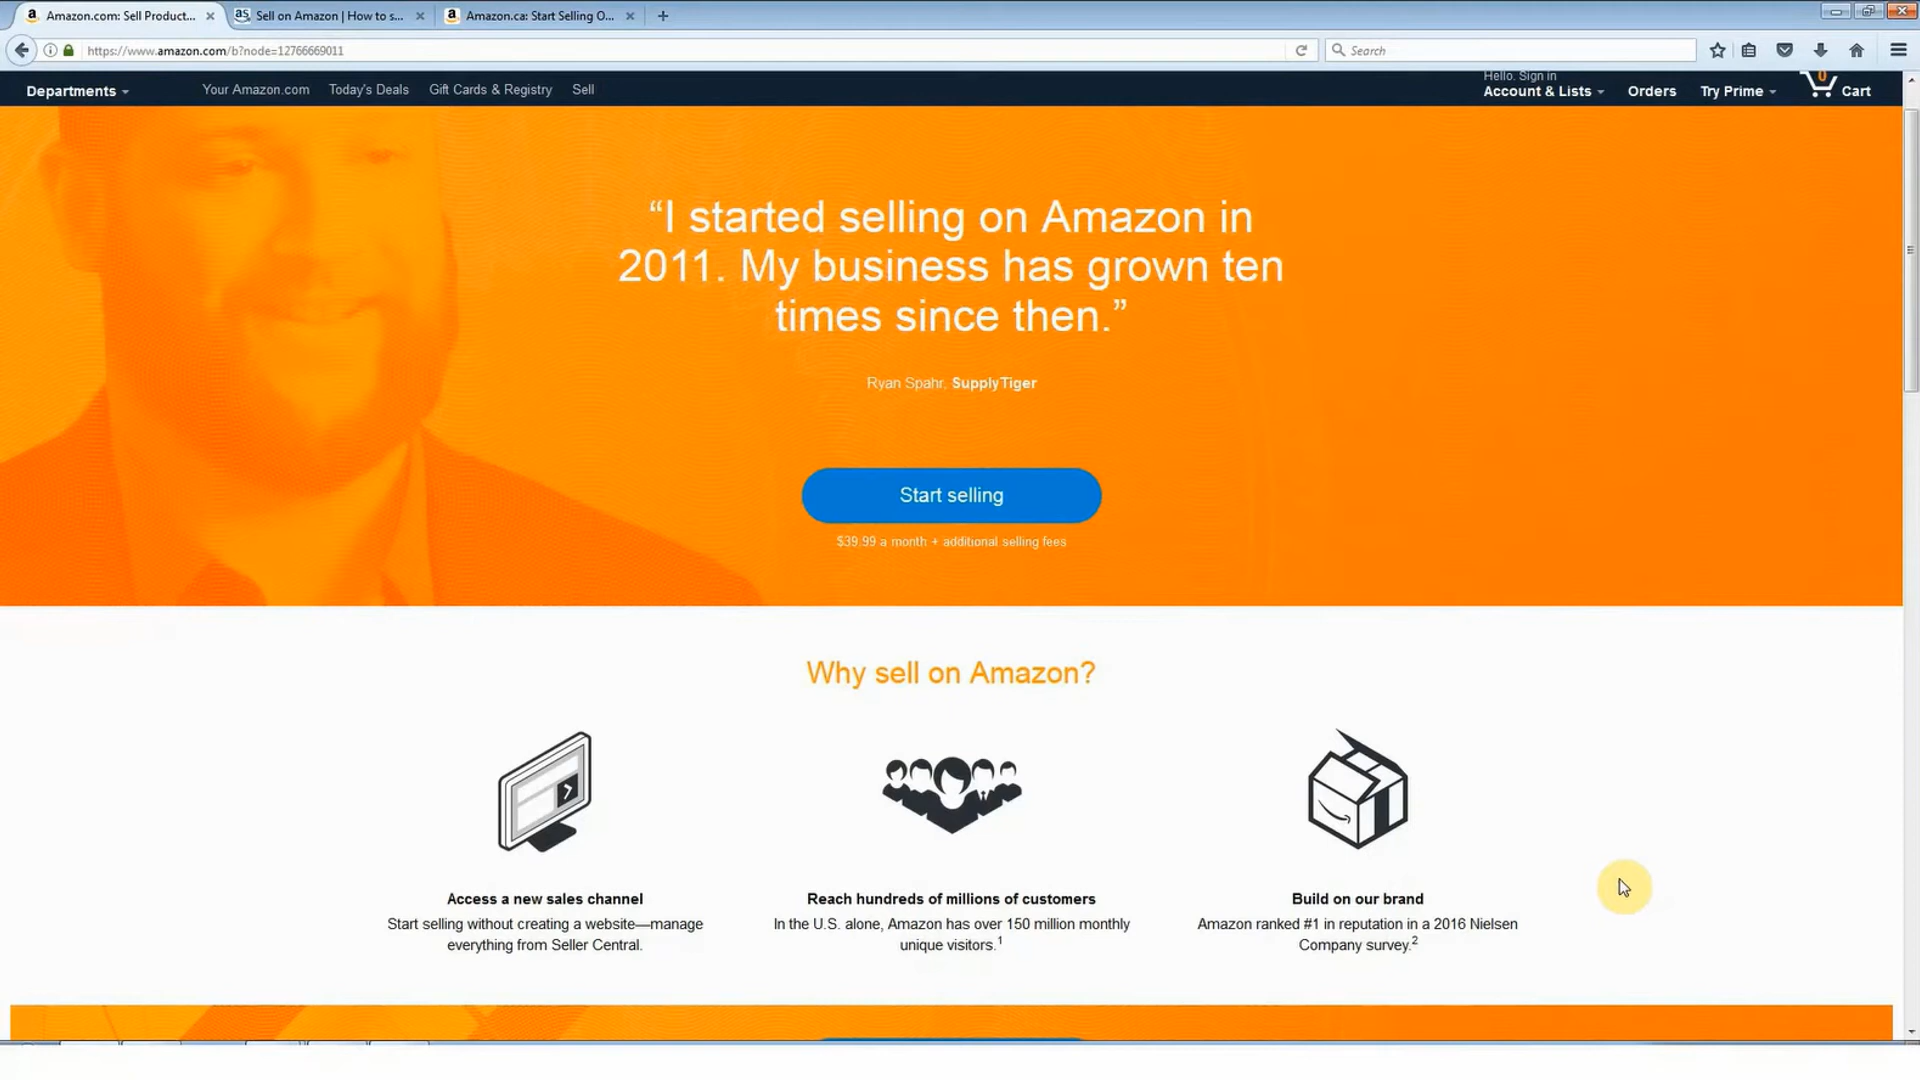 Amazon.com: Sell Product...
Sell on Amazon | How to s...
Amazon.ca: Start Selling O...
https://www.amazon.com/b?node=12766669011
Search
Departments
Your Amazon.com
Today's Deals
Gift Cards & Registry
Sell
Hello. Sign in
Account & Lists
Orders
Try Prime
0
Cart
“I started selling on Amazon in
2011. My business has grown ten
times since then.”
Ryan Spahr, SupplyTiger
Start selling
$39.99 a month + additional selling fees
Why sell on Amazon?
Access a new sales channel
Start selling without creating a website—manage
everything from Seller Central.
Reach hundreds of millions of customers
In the U.S. alone, Amazon has over 150 million monthly
unique visitors.1
Build on our brand
Amazon ranked #1 in reputation in a 2016 Nielsen
Company survey.2